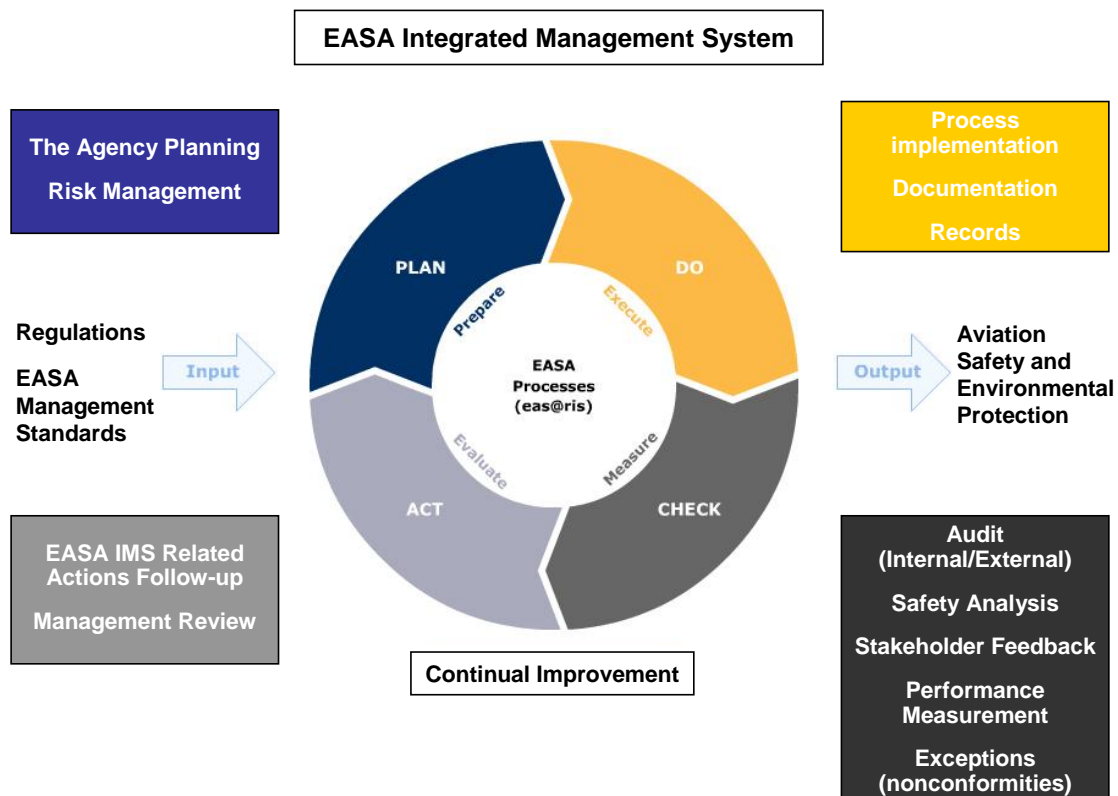 EASA Integrated Management System
The Agency Planning
Risk Management
Process
implementation
Documentation
Records
PLAN
DO
Prepare
Execute
Regulations
EASA
Management
Standards
Input
EASA
Processes
(eas@ris)
Output
Aviation
Safety and
Environmental
Protection
Evaluate
Measure
ACT
CHECK
EASA IMS Related
Actions Follow-up
Management Review
Audit
(Internal/External)
Safety Analysis
Stakeholder Feedback
Performance
Measurement
Exceptions
(nonconformities)
Continual Improvement